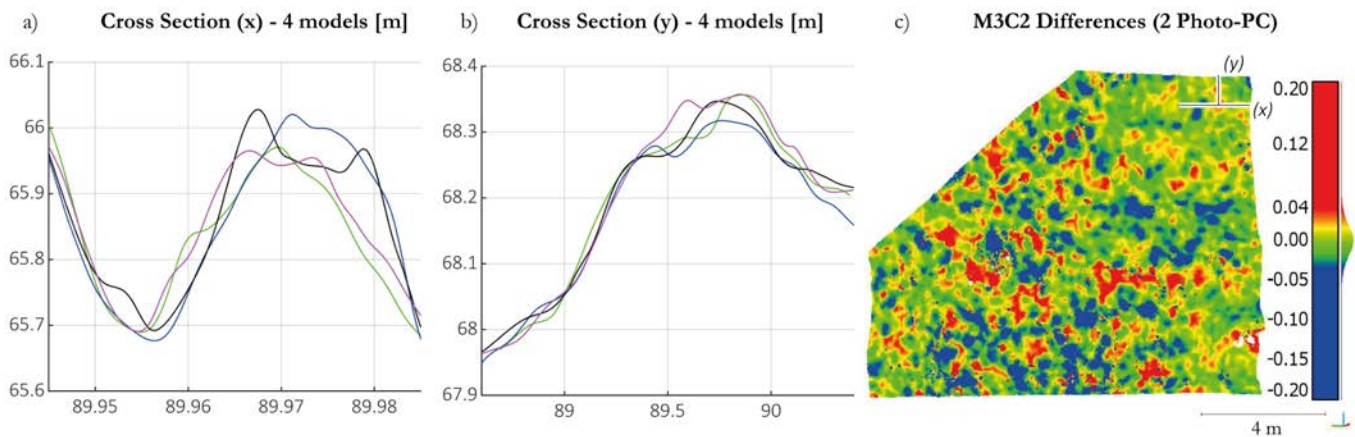 a) Cross Section (x) - 4 models [m]
66.1
66
65.9
65.8
65.7
65.6
89.95 89.96 89.97 89.98
b) Cross Section (y) - 4 models [m]
68.4
68.3
68.2
68.1
68
67.9
89 89.5 90
c) M3C2 Differences (2 Photo-PC)
(y)
(x)
0.20
0.12
0.04
0.00
-0.05
-0.10
-0.15
-0.20
4 m